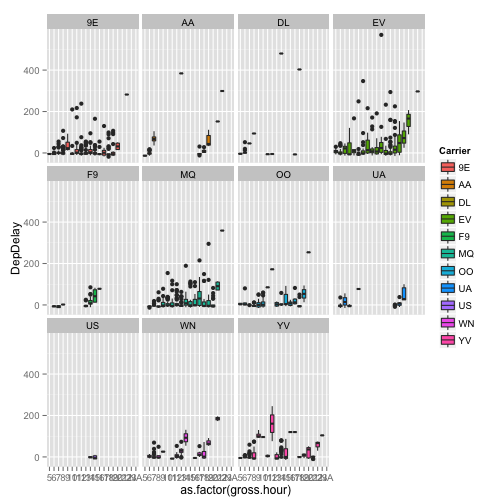 9E AA DL EV
400
200
0
F9 MQ OO UA
400
200
0
US WN YV
400
200
0
DepDelay
as.factor(gross.hour)
Carrier
9E
AA
DL
EV
F9
MQ
OO
UA
US
WN
YV